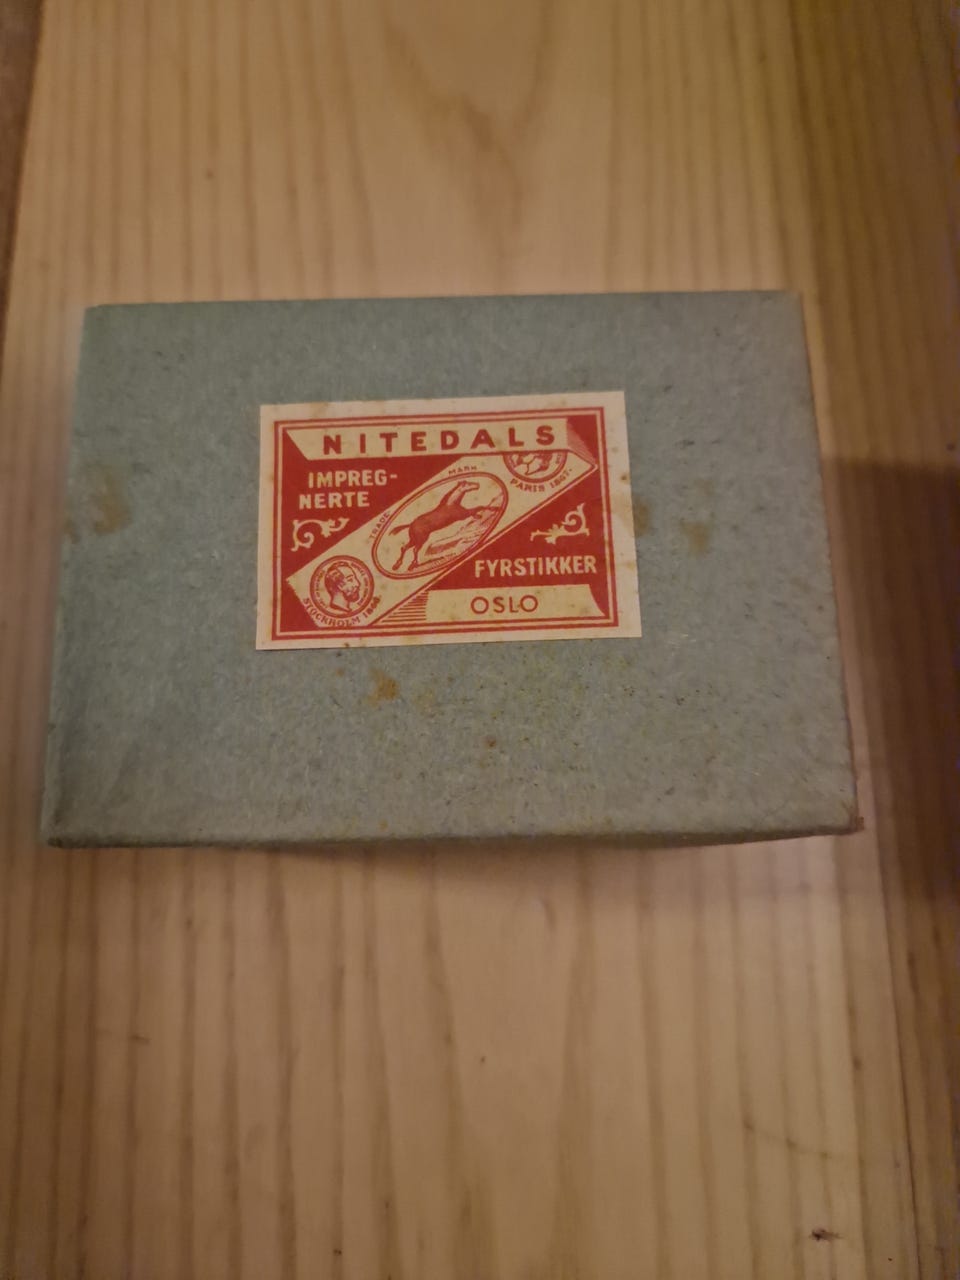 NITEDALS
IMPREG-
NERTE
TRADE MARK
PARIS 1867.
STOCKHOLM 1866
FYRSTIKKER
OSLO